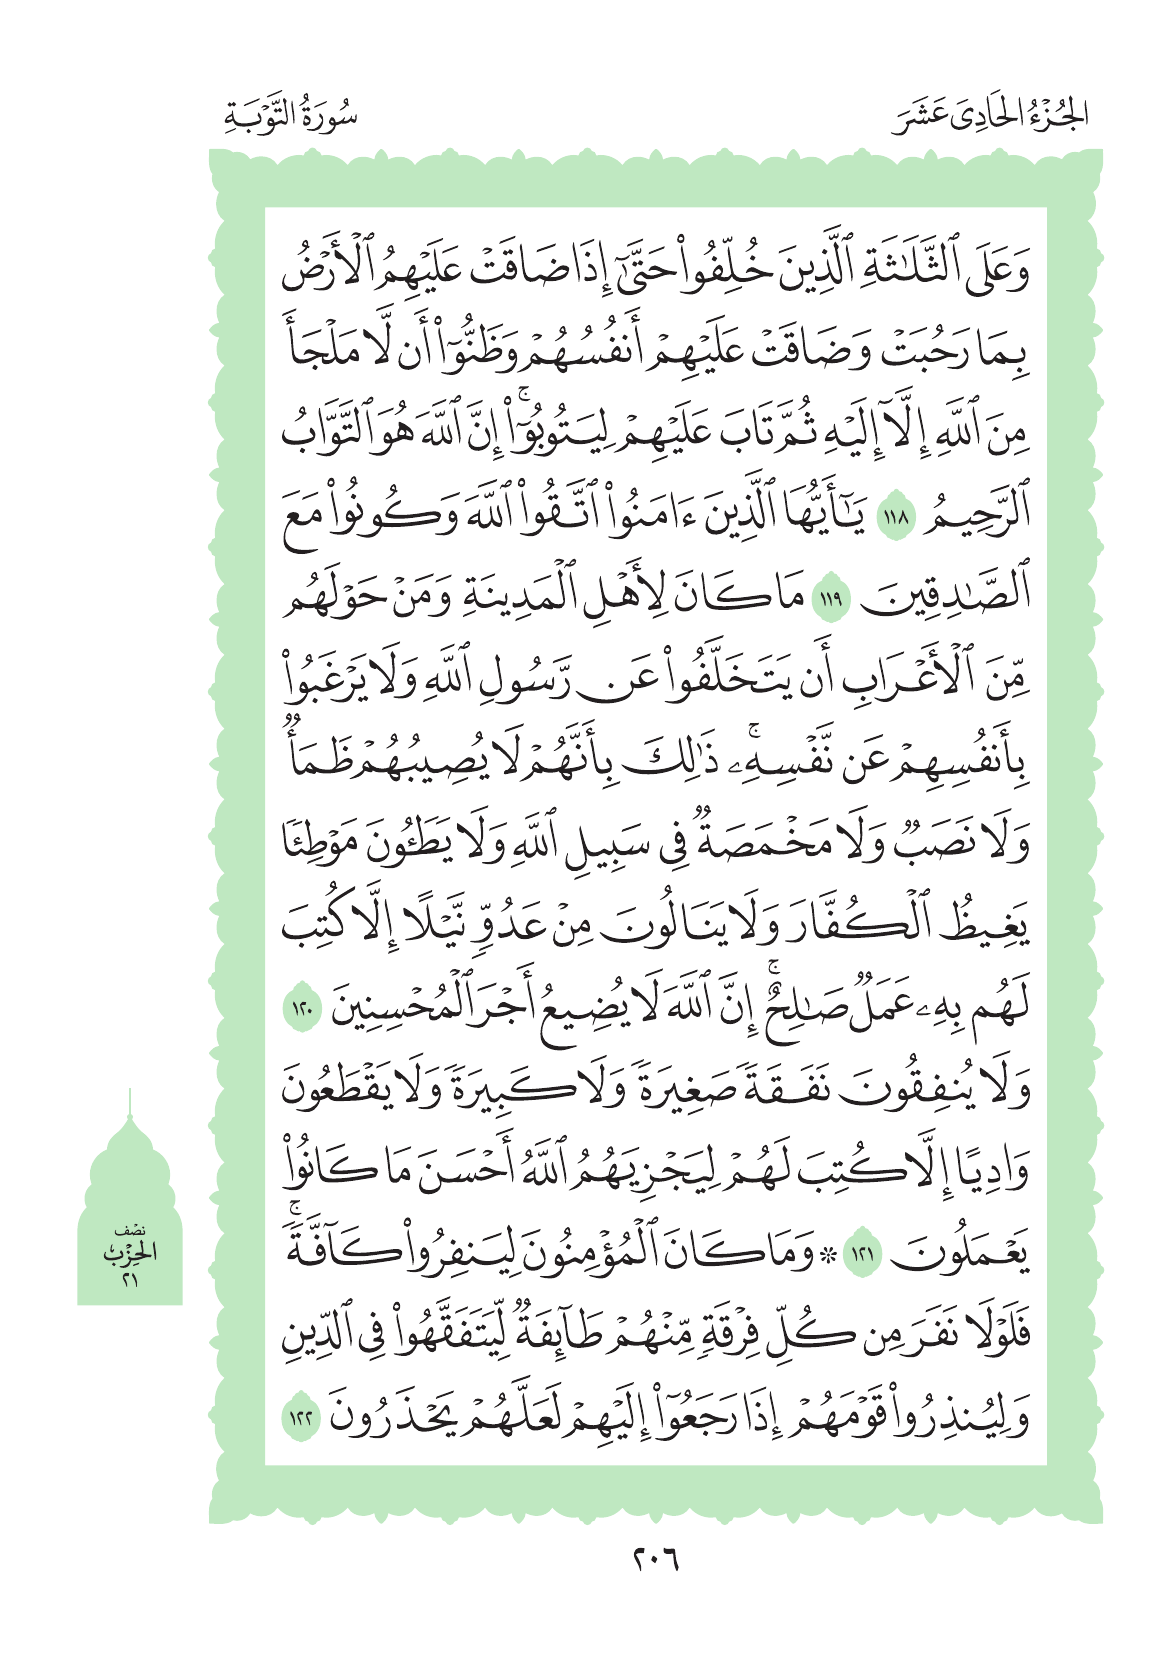 الجُزْءُ الحَادِىَ عَشَرَ
سُورَةُ التَّوْبَةِ
وَعَلَى ٱلثَّلَٰثَةِ ٱلَّذِينَ خُلِّفُوا۟ حَتَّىٰٓ إِذَا ضَاقَتْ عَلَيْهِمُ ٱلْأَرْضُ
بِمَا رَحُبَتْ وَضَاقَتْ عَلَيْهِمْ أَنفُسُهُمْ وَظَنُّوٓا۟ أَن لَّا مَلْجَأَ
مِنَ ٱللَّهِ إِلَّآ إِلَيْهِ ثُمَّ تَابَ عَلَيْهِمْ لِيَتُوبُوٓا۟ ۚ إِنَّ ٱللَّهَ هُوَ ٱلتَّوَّابُ
ٱلرَّحِيمُ ١١٨ يَٰٓأَيُّهَا ٱلَّذِينَ ءَامَنُوا۟ ٱتَّقُوا۟ ٱللَّهَ وَكُونُوا۟ مَعَ
ٱلصَّٰدِقِينَ ١١٩ مَا كَانَ لِأَهْلِ ٱلْمَدِينَةِ وَمَنْ حَوْلَهُم
مِّنَ ٱلْأَعْرَابِ أَن يَتَخَلَّفُوا۟ عَن رَّسُولِ ٱللَّهِ وَلَا يَرْغَبُوا۟
بِأَنفُسِهِمْ عَن نَّفْسِهِۦ ۚ ذَٰلِكَ بِأَنَّهُمْ لَا يُصِيبُهُمْ ظَمَأٌ
وَلَا نَصَبٌ وَلَا مَخْمَصَةٌ فِى سَبِيلِ ٱللَّهِ وَلَا يَطَـُٔونَ مَوْطِئًا
يَغِيظُ ٱلْكُفَّارَ وَلَا يَنَالُونَ مِنْ عَدُوٍّ نَّيْلًا إِلَّا كُتِبَ
لَهُم بِهِۦ عَمَلٌ صَٰلِحٌ ۚ إِنَّ ٱللَّهَ لَا يُضِيعُ أَجْرَ ٱلْمُحْسِنِينَ ١٢٠
وَلَا يُنفِقُونَ نَفَقَةً صَغِيرَةً وَلَا كَبِيرَةً وَلَا يَقْطَعُونَ
وَادِيًا إِلَّا كُتِبَ لَهُمْ لِيَجْزِيَهُمُ ٱللَّهُ أَحْسَنَ مَا كَانُوا۟
يَعْمَلُونَ ١٢١ ❊ وَمَا كَانَ ٱلْمُؤْمِنُونَ لِيَنفِرُوا۟ كَآفَّةً ۚ
فَلَوْلَا نَفَرَ مِن كُلِّ فِرْقَةٍ مِّنْهُمْ طَآئِفَةٌ لِّيَتَفَقَّهُوا۟ فِى ٱلدِّينِ
وَلِيُنذِرُوا۟ قَوْمَهُمْ إِذَا رَجَعُوٓا۟ إِلَيْهِمْ لَعَلَّهُمْ يَحْذَرُونَ ١٢٢
نصْف
الحِزْب
٢١
٢٠٦